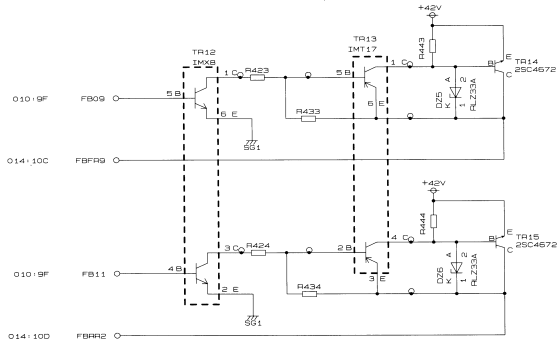 +42V
TR12
IMX8
TR13
IMT17
R443
TR14
2SC4672
E
B
C
1 C
R423
5 B
1 C
DZ5
A
K
2
1
RLZ33A
010:9F
FB09
5 B
6 E
R433
6 E
SG1
014:10C
FBFR9
+42V
R444
TR15
2SC4672
E
B
C
3 C
R424
2 B
4 C
DZ6
A
K
2
1
RLZ33A
010:9F
FB11
4 B
2 E
R434
3 E
SG1
014:10D
FBRR2